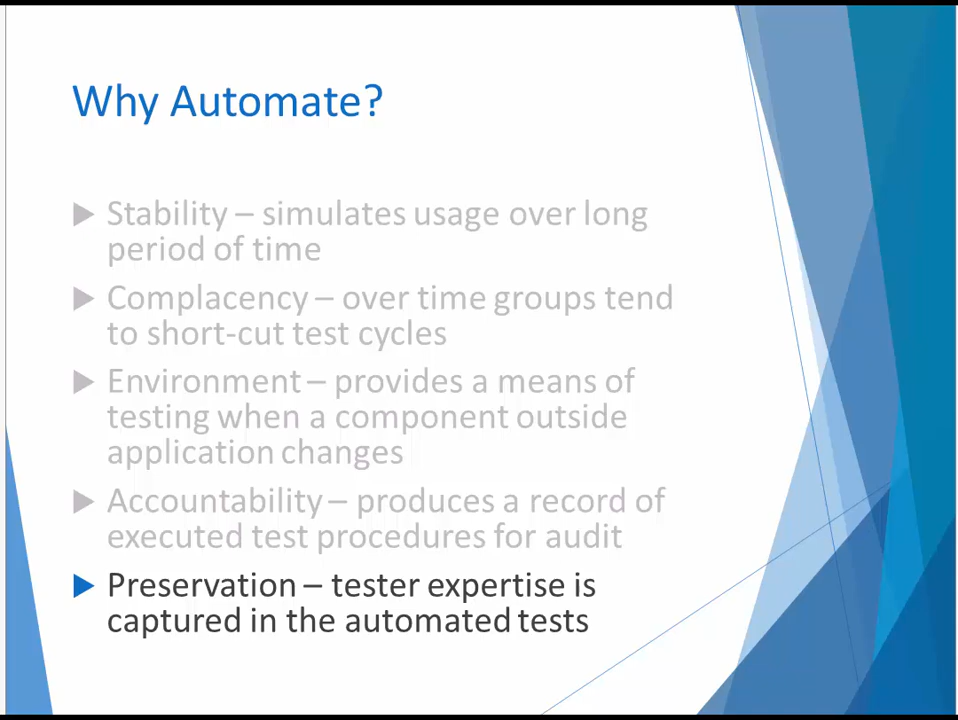 Why Automate?
Stability – simulates usage over long
period of time
Complacency – over time groups tend
to short-cut test cycles
Environment – provides a means of
testing when a component outside
application changes
Accountability – produces a record of
executed test procedures for audit
Preservation – tester expertise is
captured in the automated tests